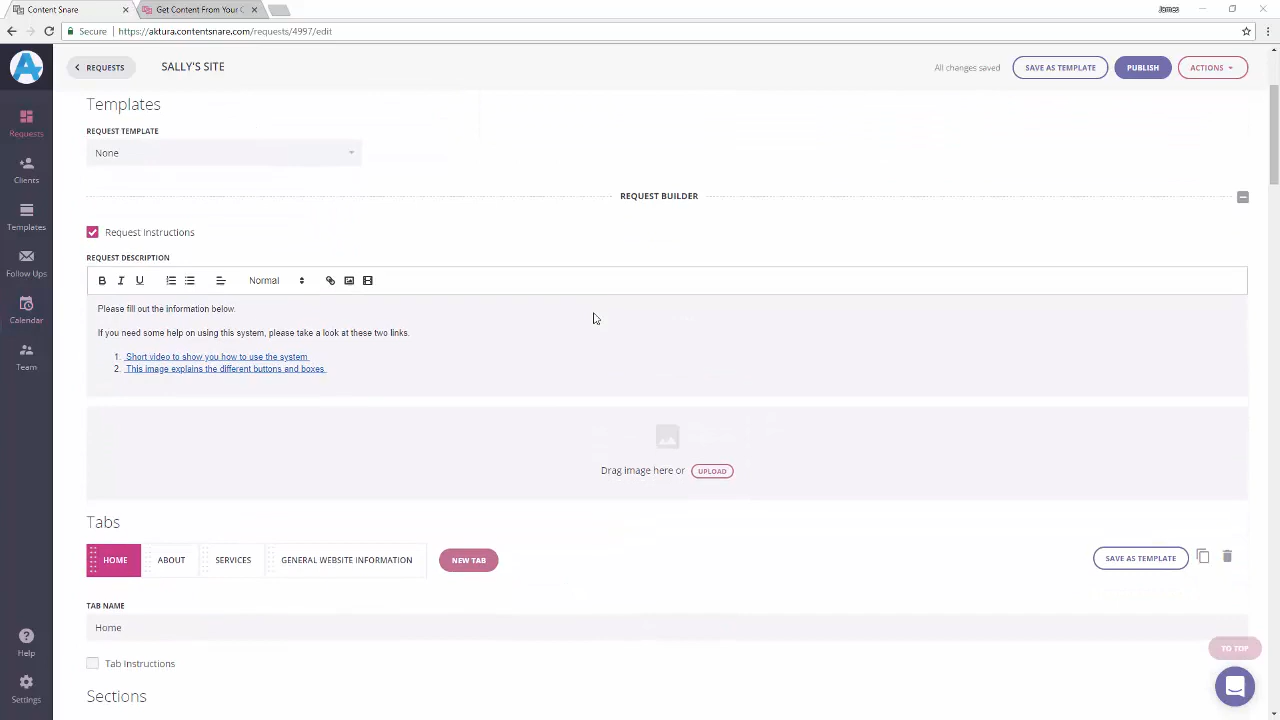 Content Snare
Get Content From Your C
James
Secure
https://aktura.contentsnare.com/requests/4997/edit
REQUESTS
SALLY'S SITE
All changes saved
SAVE AS TEMPLATE
PUBLISH
ACTIONS
Requests
Clients
Templates
Follow Ups
Calendar
Team
Help
Settings
Templates
REQUEST TEMPLATE
None
REQUEST BUILDER
Request Instructions
REQUEST DESCRIPTION
B I U Normal
Please fill out the information below.
If you need some help on using this system, please take a look at these two links.
1. Short video to show you how to use the system
2. This image explains the different buttons and boxes
Drag image here or UPLOAD
Tabs
HOME ABOUT SERVICES GENERAL WEBSITE INFORMATION NEW TAB
SAVE AS TEMPLATE
TAB NAME
Home
TO TOP
Tab Instructions
Sections